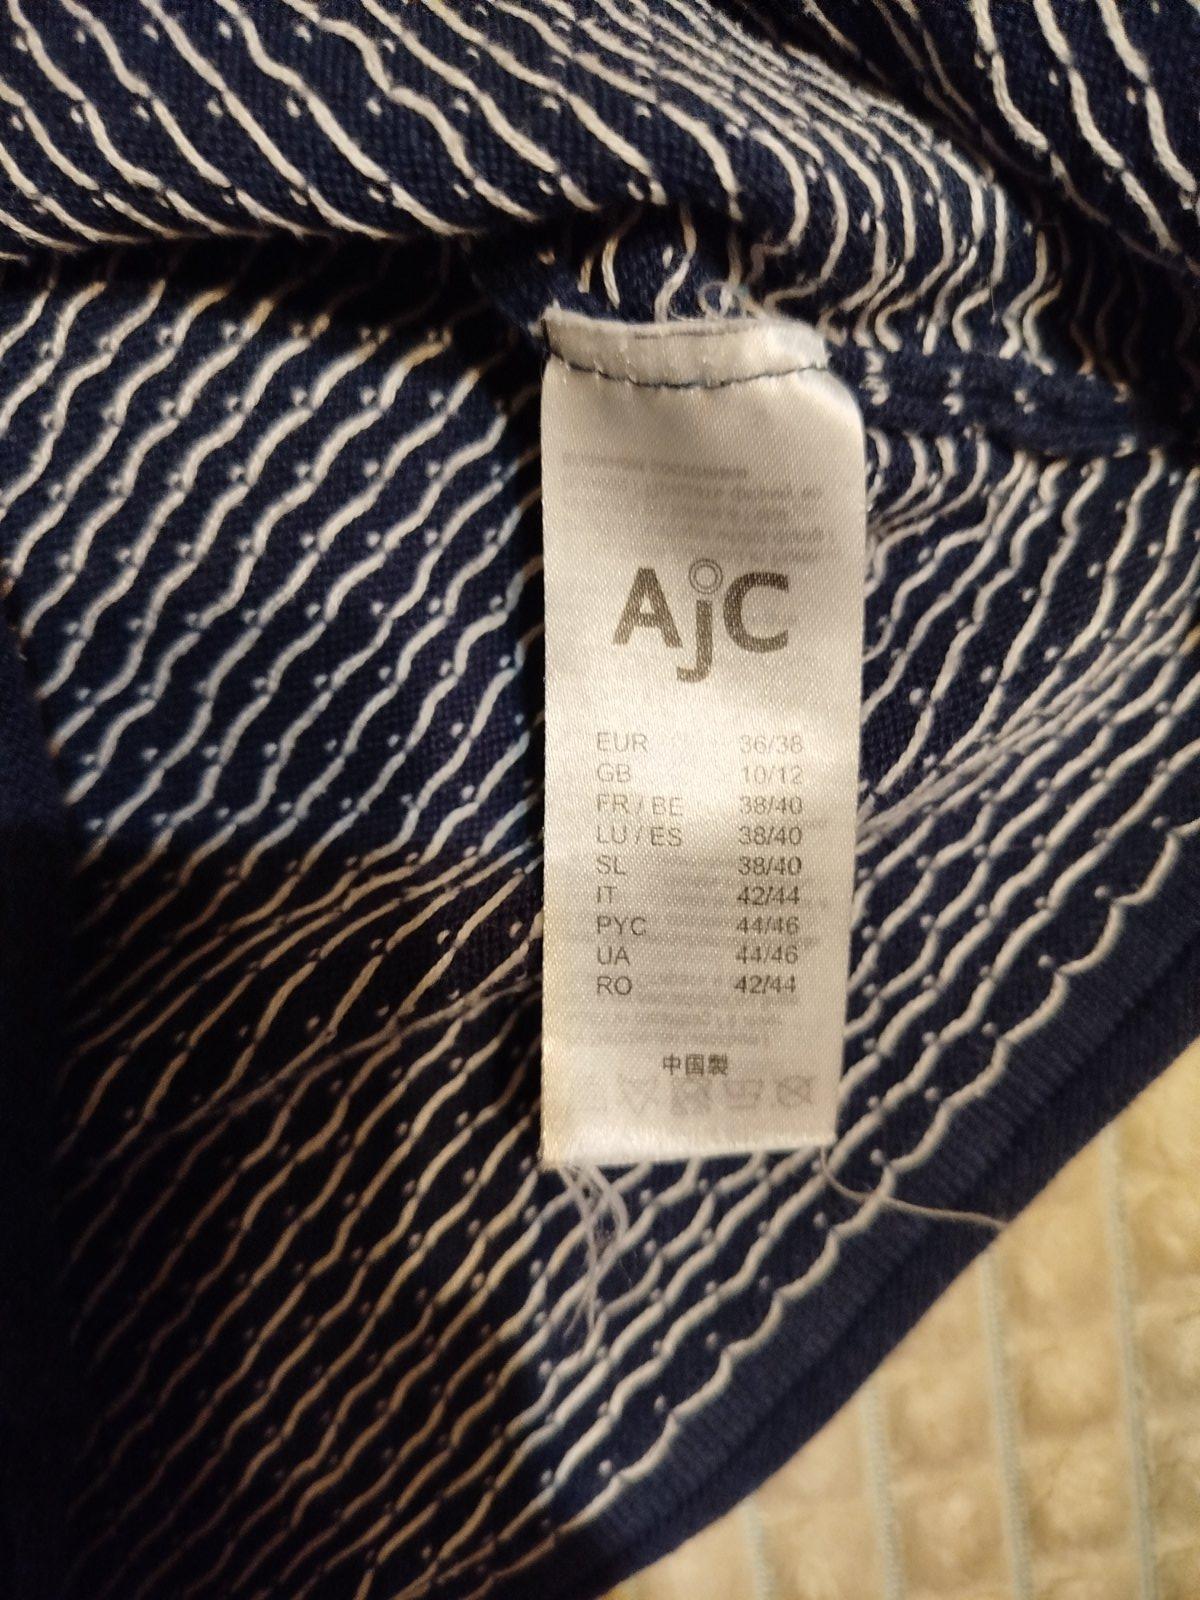 AjC
EUR 36/38
GB 10/12
FR / BE 38/40
LU / ES 38/40
SL 38/40
IT 42/44
PYC 44/46
UA 44/46
RO 42/44
中国製